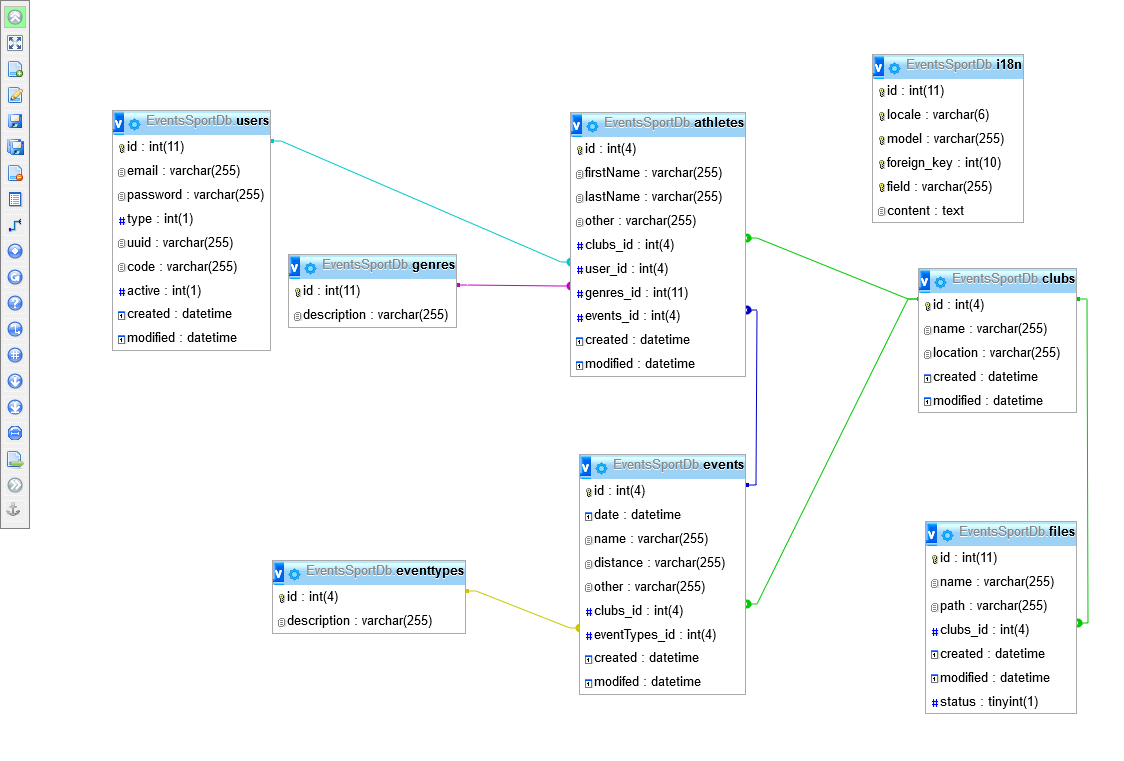 EventsSportDb.users
id : int(11)
email : varchar(255)
password : varchar(255)
type : int(1)
uuid : varchar(255)
code : varchar(255)
active : int(1)
created : datetime
modified : datetime
EventsSportDb.genres
id : int(11)
description : varchar(255)
EventsSportDb.athletes
id : int(4)
firstName : varchar(255)
lastName : varchar(255)
other : varchar(255)
clubs_id : int(4)
user_id : int(4)
genres_id : int(11)
events_id : int(4)
created : datetime
modified : datetime
EventsSportDb.i18n
id : int(11)
locale : varchar(6)
model : varchar(255)
foreign_key : int(10)
field : varchar(255)
content : text
EventsSportDb.clubs
id : int(4)
name : varchar(255)
location : varchar(255)
created : datetime
modified : datetime
EventsSportDb.events
id : int(4)
date : datetime
name : varchar(255)
distance : varchar(255)
other : varchar(255)
clubs_id : int(4)
eventTypes_id : int(4)
created : datetime
modifed : datetime
EventsSportDb.eventtypes
id : int(4)
description : varchar(255)
EventsSportDb.files
id : int(11)
name : varchar(255)
path : varchar(255)
clubs_id : int(4)
created : datetime
modified : datetime
status : tinyint(1)